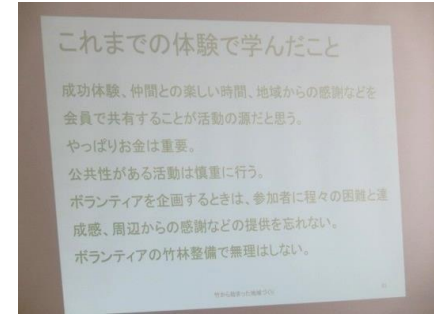 これまでの体験で学んだこと
成功体験、仲間との楽しい時間、地域からの感謝などを
会員で共有することが活動の源だと思う。
やっぱりお金は重要。
公共性がある活動は慎重に行う。
ボランティアを企画するときは、参加者に程々の困難と達
成感、周辺からの感謝などの提供を忘れない。
ボランティアの竹林整備で無理はしない。